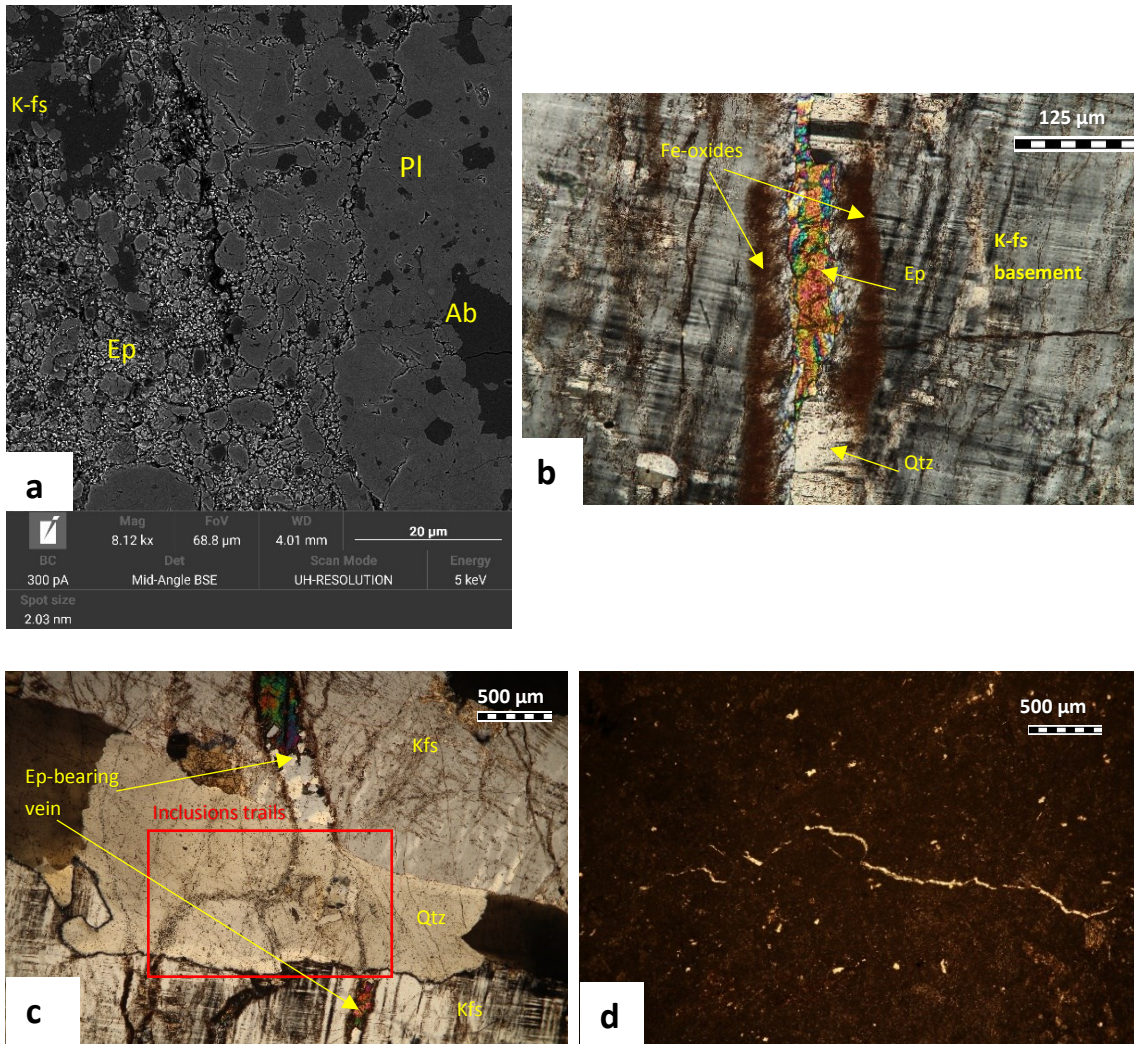 K-fs
Pl
Ab
Ep
a
Mag
FoV
WD
8.12 kx
68.8 µm
4.01 mm
20 µm
BC
Det
Scan Mode
Energy
300 pA
Mid-Angle BSE
UH-RESOLUTION
5 keV
Spot size
2.03 nm
125 µm
Fe-oxides
K-fs
basement
Ep
Qtz
b
500 µm
Kfs
Ep-bearing
vein
Inclusions trails
Qtz
Kfs
c
500 µm
d